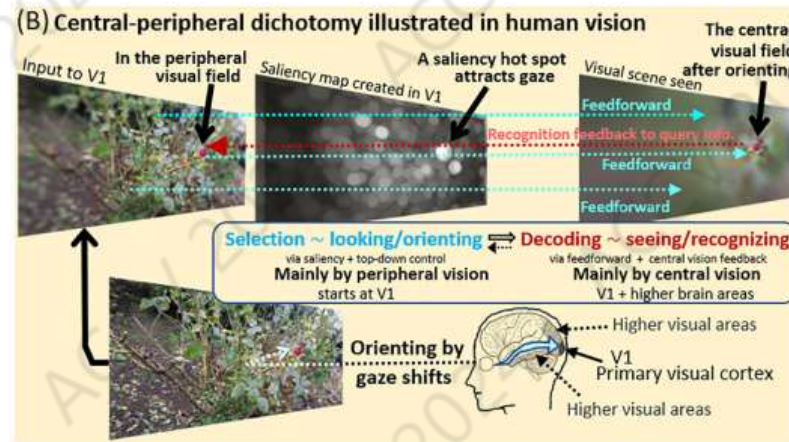 (B) Central-peripheral dichotomy illustrated in human vision
Input to V1
In the peripheral
visual field
Saliency map created in V1
A saliency hot spot
attracts gaze
Visual scene seen
The centra
visual field
after orienting
Feedforward
Recognition feedback to query info.
Feedforward
Feedforward
Selection ~ looking/orienting
via saliency + top-down control
Mainly by peripheral vision
starts at V1
Decoding ~ seeing/recognizing
via feedforward + central vision feedback
Mainly by central vision
V1 + higher brain areas
Orienting by
gaze shifts
Higher visual areas
V1
Primary visual cortex
Higher visual areas